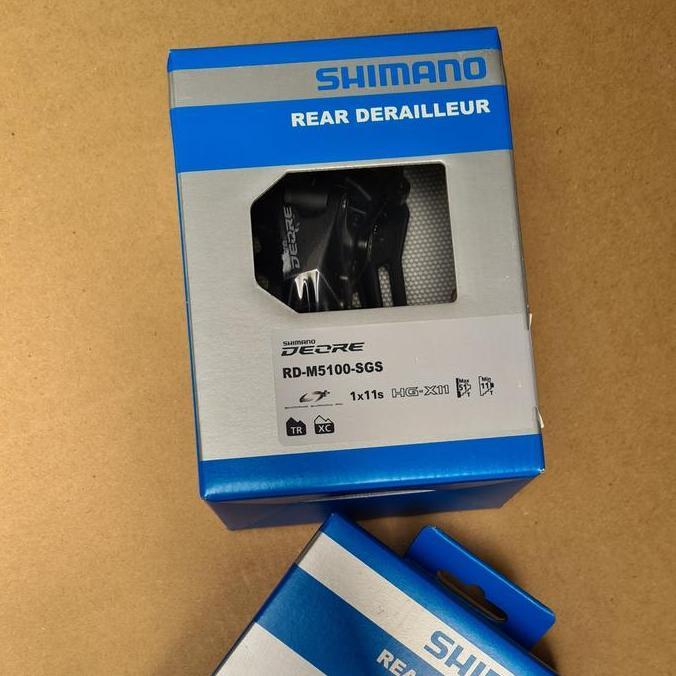 SHIMANO
REAR DERAILLEUR
DEORE
SHIMANO
DEORE
RD-M5100-SGS
1x11s HG-X11 Max 51T Min 11T
TR XC
SHI
REA